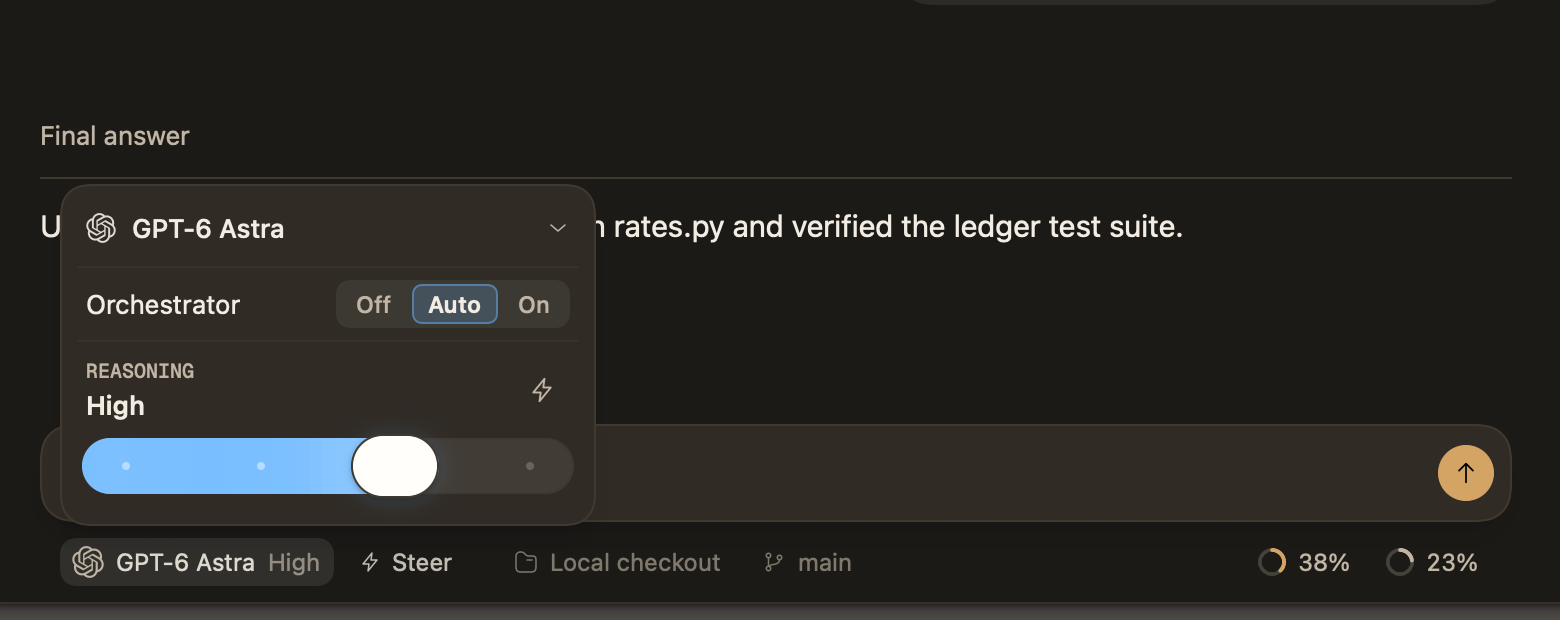 Final answer
GPT-6 Astra
rates.py and verified the ledger test suite.
Orchestrator Off Auto On
REASONING
High
GPT-6 Astra High Steer Local checkout main 38% 23%